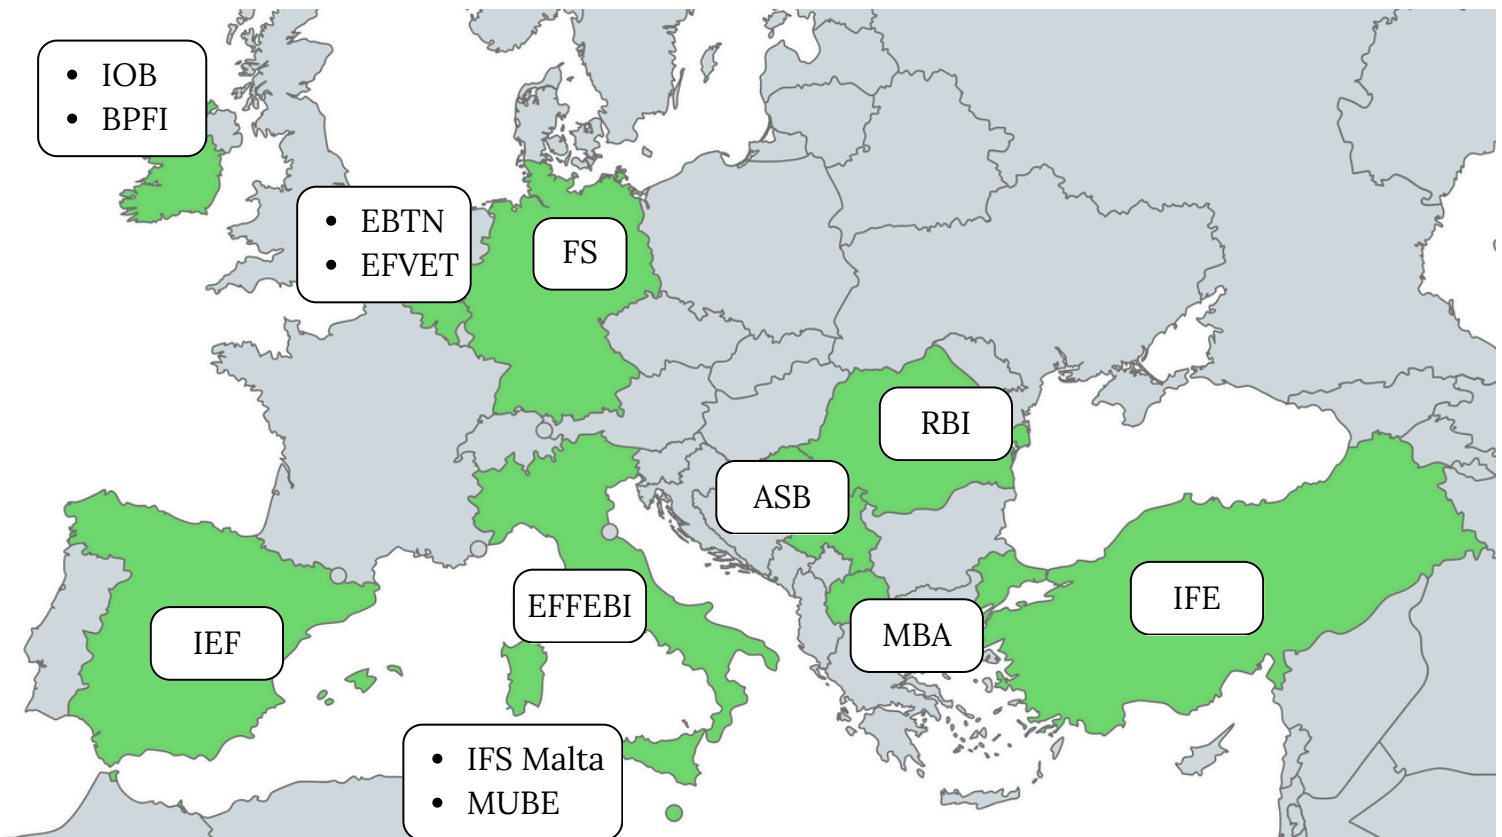 • IOB
• BPFI
• EBTN
• EFVET
FS
RBI
ASB
EFFEBI
IFE
IEF
MBA
• IFS Malta
• MUBE